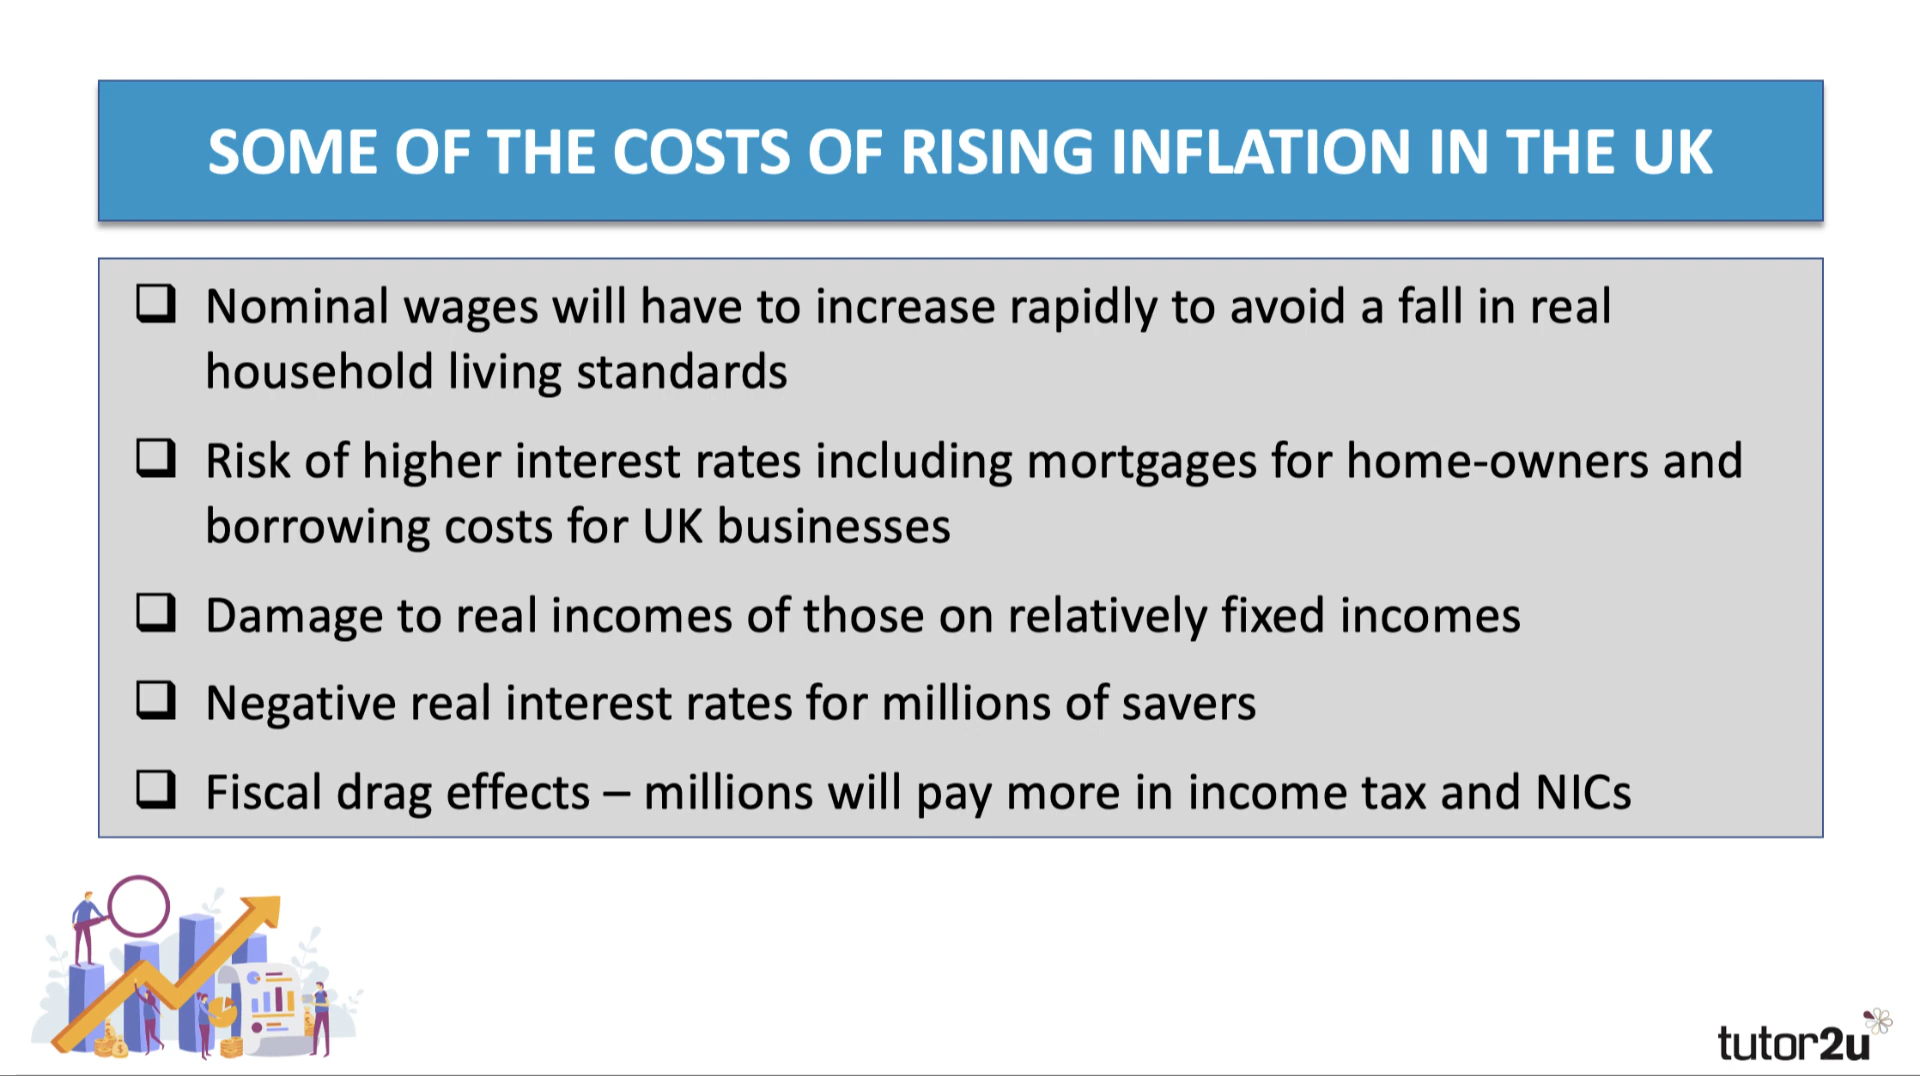 SOME OF THE COSTS OF RISING INFLATION IN THE UK
Nominal wages will have to increase rapidly to avoid a fall in real
household living standards
Risk of higher interest rates including mortgages for home-owners and
borrowing costs for UK businesses
Damage to real incomes of those on relatively fixed incomes
Negative real interest rates for millions of savers
Fiscal drag effects – millions will pay more in income tax and NICs
tutor2u